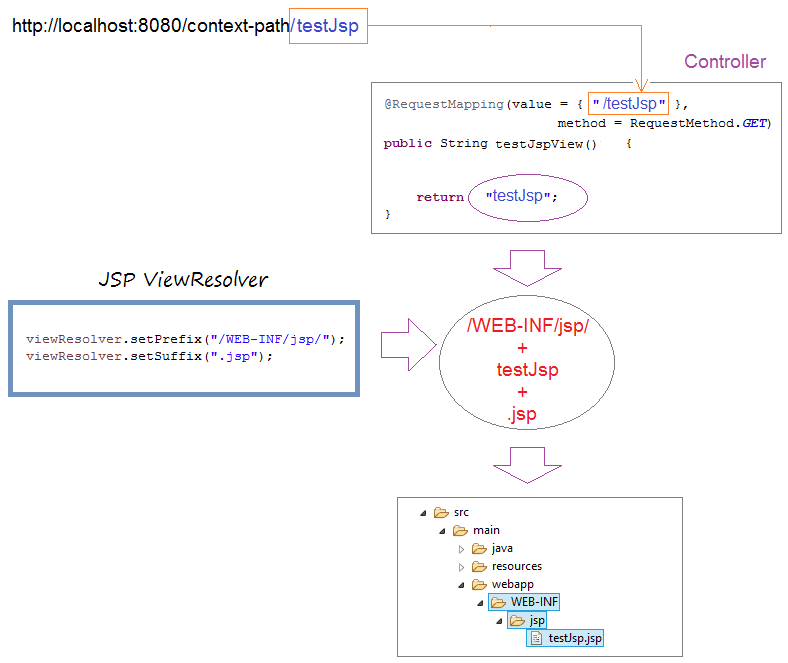 http://localhost:8080/context-path/testJsp
Controller
@RequestMapping(value = { "/testJsp" },
method = RequestMethod.GET)
public String testJspView() {
return "testJsp";
}
JSP ViewResolver
viewResolver.setPrefix("/WEB-INF/jsp/");
viewResolver.setSuffix(".jsp");
/WEB-INF/jsp/
+
testJsp
+
.jsp
src
main
java
resources
webapp
WEB-INF
jsp
testJsp.jsp